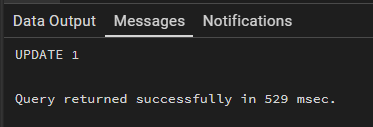 Data Output Messages Notifications
UPDATE 1
Query returned successfully in 529 msec.